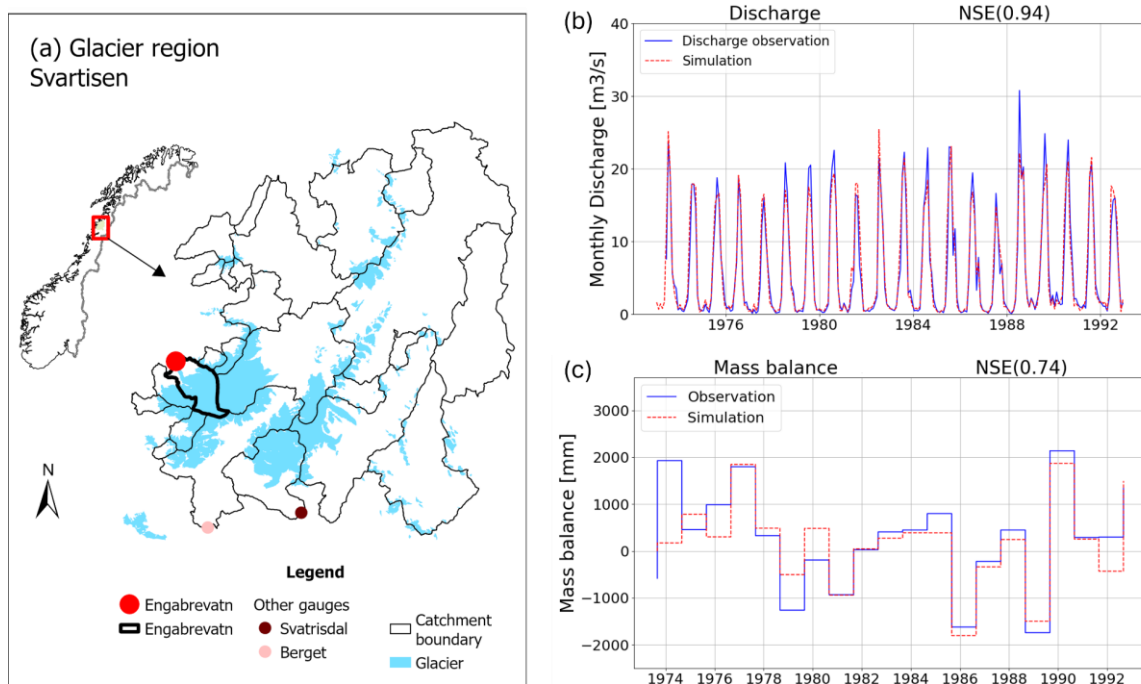 (a) Glacier region
Svartisen
N
Legend
Engabrevatn
Engabrevatn
Other gauges
Svatrisdal
Berget
Catchment
boundary
Glacier
(b)
Discharge NSE(0.94)
Discharge observation
Simulation
Monthly Discharge [m3/s]
40
30
20
10
0
1976 1980 1984 1988 1992
(c)
Mass balance NSE(0.74)
Observation
Simulation
Mass balance [mm]
3000
2000
1000
0
−1000
−2000
1974 1976 1978 1980 1982 1984 1986 1988 1990 1992